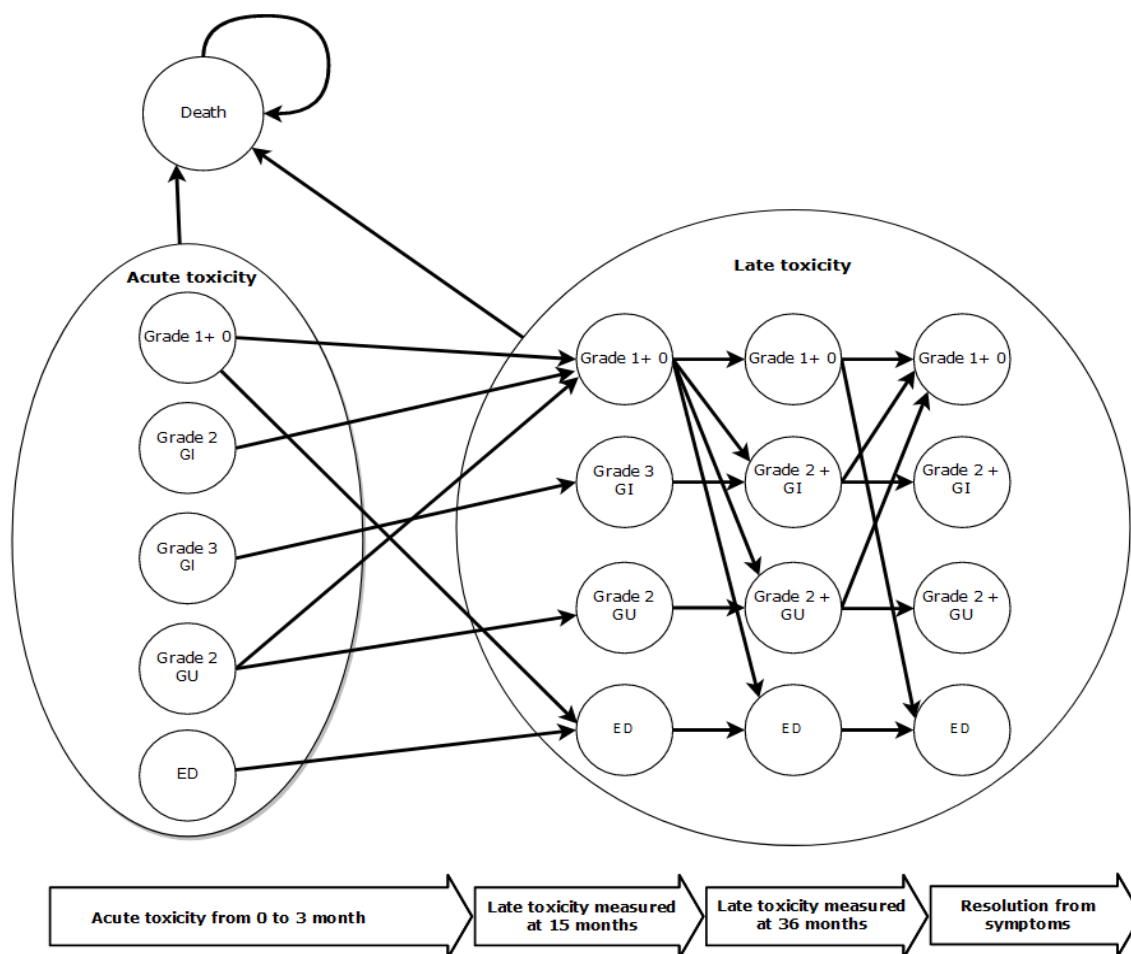 Death
Acute toxicity
Grade 1+ 0
Grade 2
GI
Grade 3
GI
Grade 2
GU
ED
Late toxicity
Grade 1+ 0
Grade 3
GI
Grade 2
GU
ED
Grade 1+ 0
Grade 2 +
GI
Grade 2 +
GU
ED
Grade 1+ 0
Grade 2 +
GI
Grade 2 +
GU
ED
Acute toxicity from 0 to 3 month
Late toxicity measured
at 15 months
Late toxicity measured
at 36 months
Resolution from
symptoms